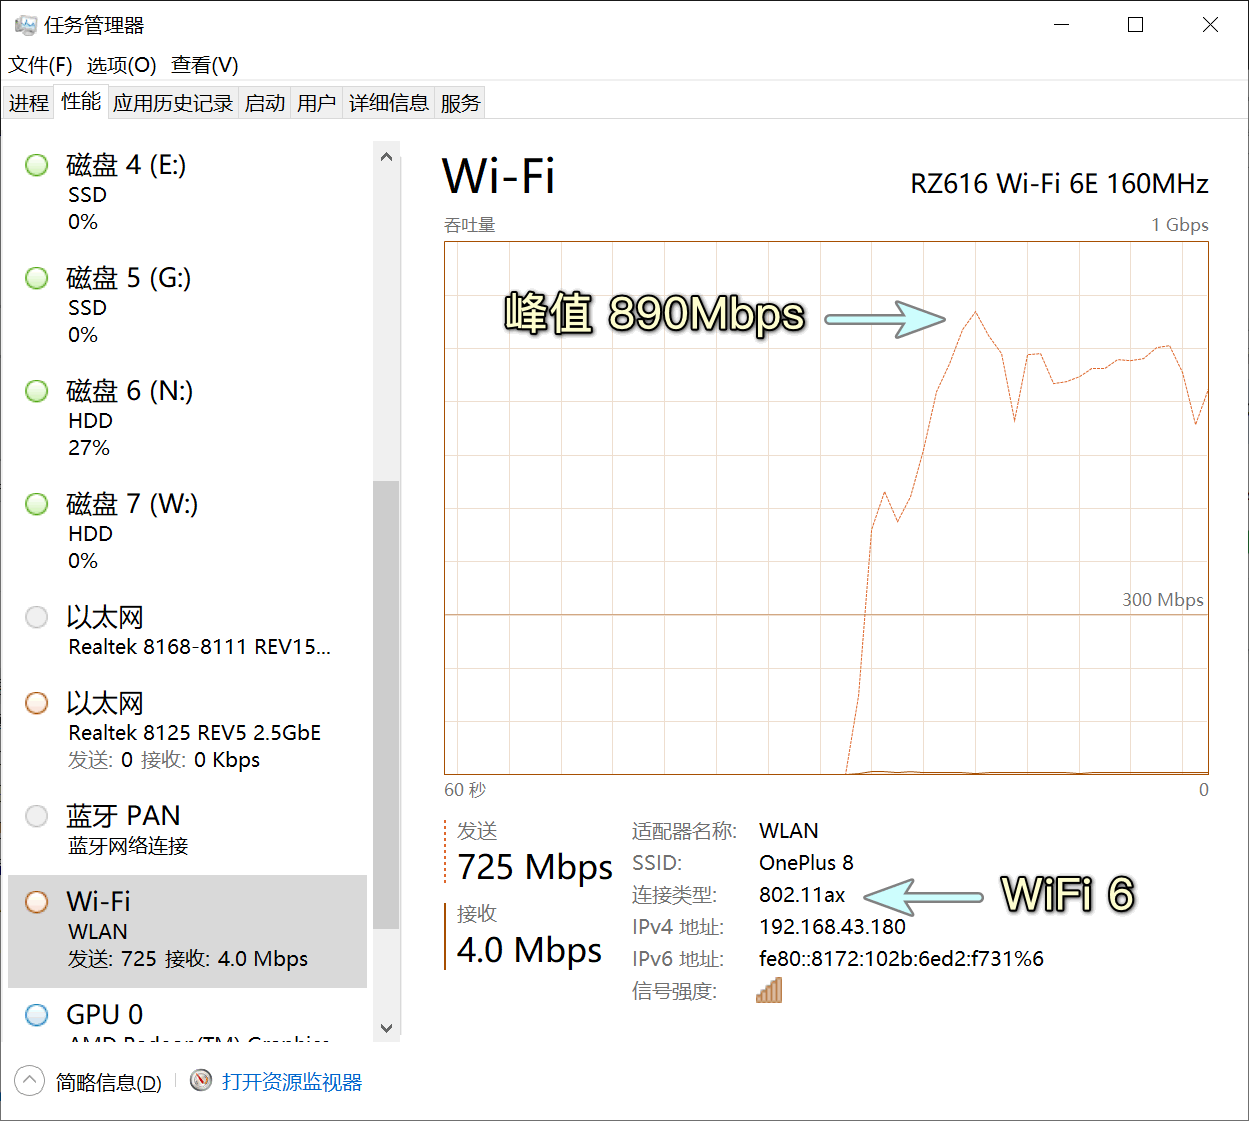 任务管理器
文件(F) 选项(O) 查看(V)
进程 性能 应用历史记录 启动 用户 详细信息 服务
磁盘 4 (E:)
SSD
0%
磁盘 5 (G:)
SSD
0%
磁盘 6 (N:)
HDD
27%
磁盘 7 (W:)
HDD
0%
以太网
Realtek 8168-8111 REV15...
以太网
Realtek 8125 REV5 2.5GbE
发送: 0 接收: 0 Kbps
蓝牙 PAN
蓝牙网络连接
Wi-Fi
WLAN
发送: 725 接收: 4.0 Mbps
GPU 0
AMD Radeon(TM) Graphics
Wi-Fi
RZ616 Wi-Fi 6E 160MHz
吞吐量 1 Gbps
峰值 890Mbps
300 Mbps
60 秒 0
发送
725 Mbps
接收
4.0 Mbps
适配器名称: WLAN
SSID: OnePlus 8
连接类型: 802.11ax
WiFi 6
IPv4 地址: 192.168.43.180
IPv6 地址: fe80::8172:102b:6ed2:f731%6
信号强度:
简略信息(D) 打开资源监视器